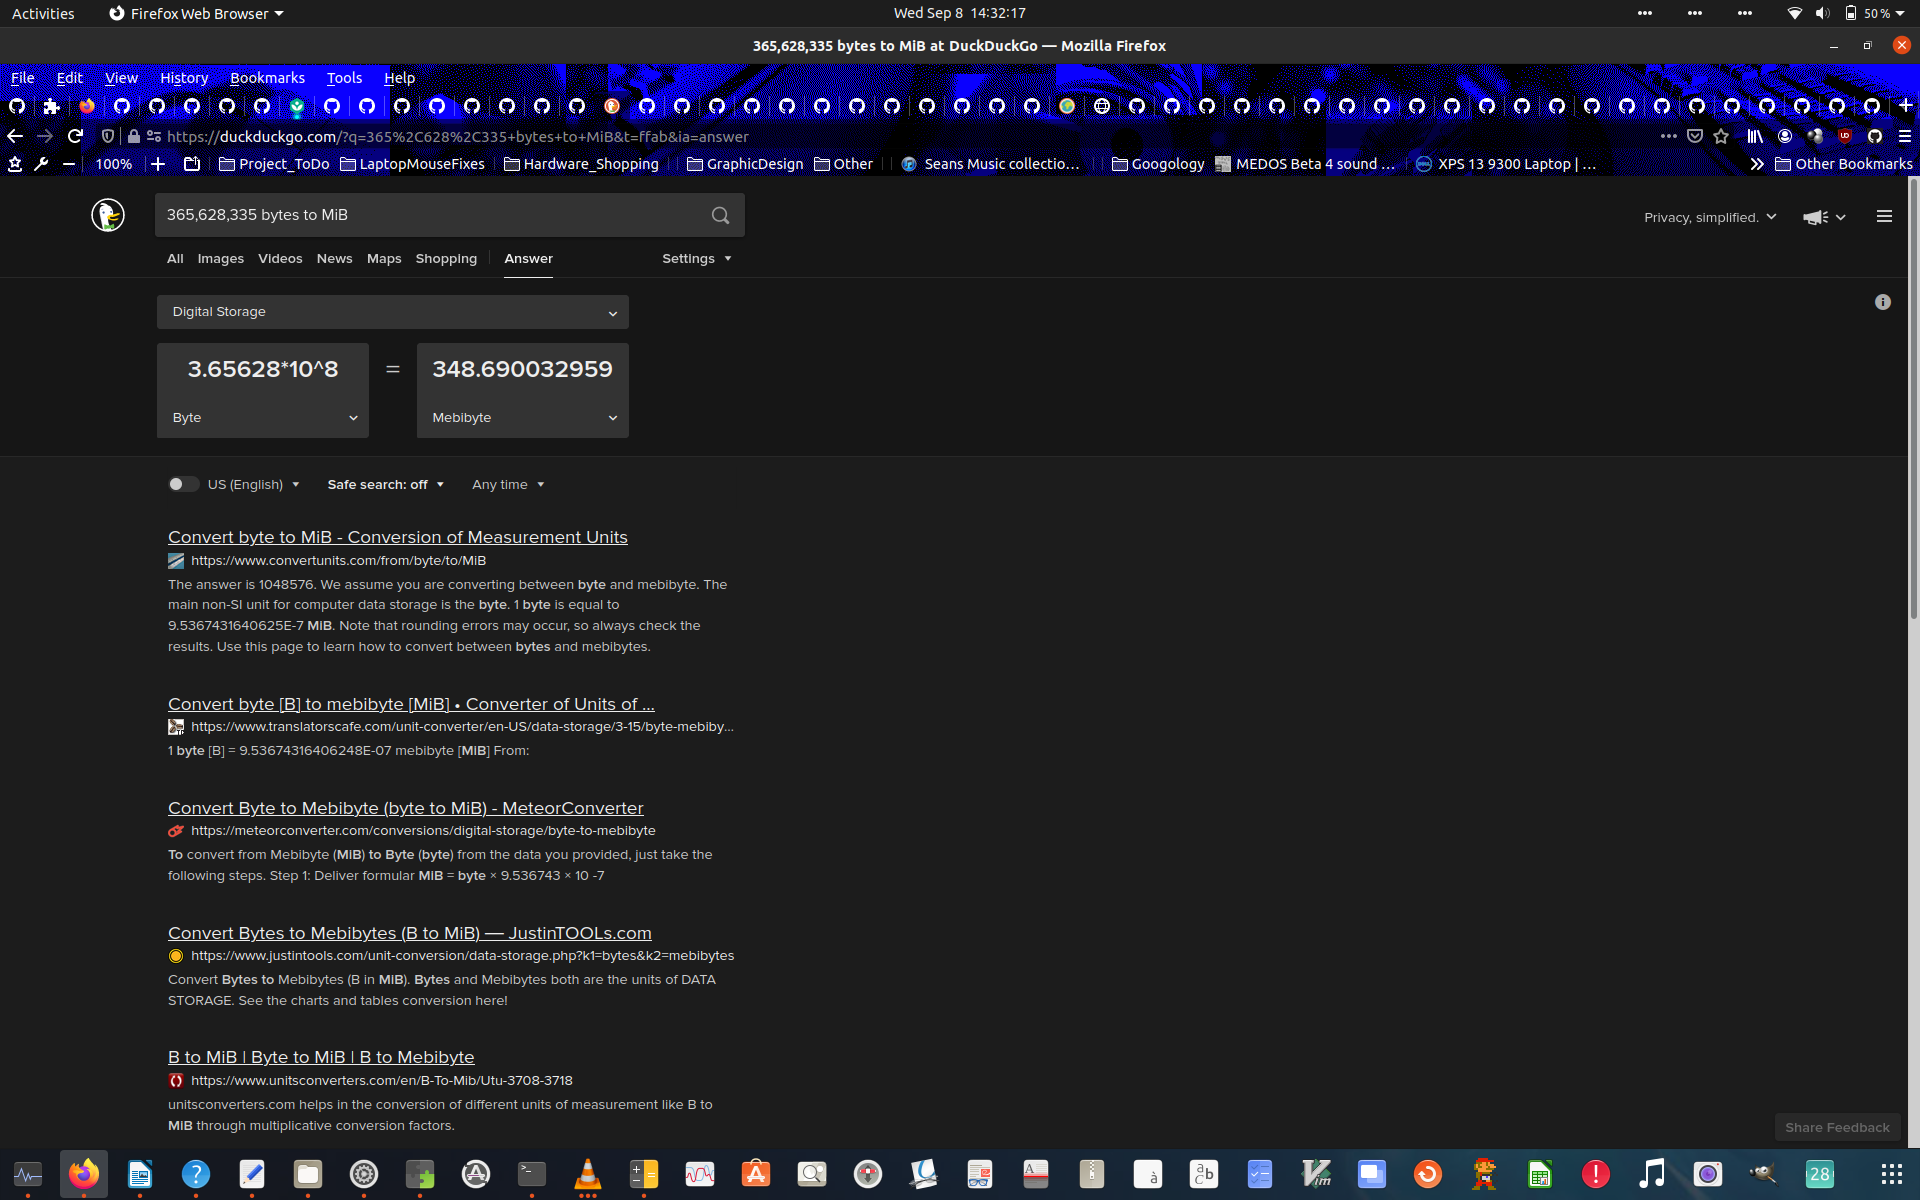 Activities
Firefox Web Browser
Wed Sep 8 14:32:17
50 %
365,628,335 bytes to MiB at DuckDuckGo — Mozilla Firefox
File Edit View History Bookmarks Tools Help
https://duckduckgo.com/?q=365%2C628%2C335+bytes+to+MiB&t=ffab&ia=answer
100% Project_ToDo LaptopMouseFixes Hardware_Shopping GraphicDesign Other Seans Music collectio… Googology MEDOS Beta 4 sound … XPS 13 9300 Laptop | … Other Bookmarks
365,628,335 bytes to MiB
Privacy, simplified.
All Images Videos News Maps Shopping Answer Settings
Digital Storage
3.65628*10^8 = 348.690032959
Byte Mebibyte
US (English) Safe search: off Any time
Convert byte to MiB - Conversion of Measurement Units
https://www.convertunits.com/from/byte/to/MiB
The answer is 1048576. We assume you are converting between byte and mebibyte. The
main non-SI unit for computer data storage is the byte. 1 byte is equal to
9.5367431640625E-7 MiB. Note that rounding errors may occur, so always check the
results. Use this page to learn how to convert between bytes and mebibytes.
Convert byte [B] to mebibyte [MiB] • Converter of Units of ...
https://www.translatorscafe.com/unit-converter/en-US/data-storage/3-15/byte-mebiby...
1 byte [B] = 9.53674316406248E-07 mebibyte [MiB] From:
Convert Byte to Mebibyte (byte to MiB) - MeteorConverter
https://meteorconverter.com/conversions/digital-storage/byte-to-mebibyte
To convert from Mebibyte (MiB) to Byte (byte) from the data you provided, just take the
following steps. Step 1: Deliver formular MiB = byte × 9.536743 × 10 -7
Convert Bytes to Mebibytes (B to MiB) — JustinTOOLs.com
https://www.justintools.com/unit-conversion/data-storage.php?k1=bytes&k2=mebibytes
Convert Bytes to Mebibytes (B in MiB). Bytes and Mebibytes both are the units of DATA
STORAGE. See the charts and tables conversion here!
B to MiB | Byte to MiB | B to Mebibyte
https://www.unitsconverters.com/en/B-To-Mib/Utu-3708-3718
unitsconverters.com helps in the conversion of different units of measurement like B to
MiB through multiplicative conversion factors.
Share Feedback
28